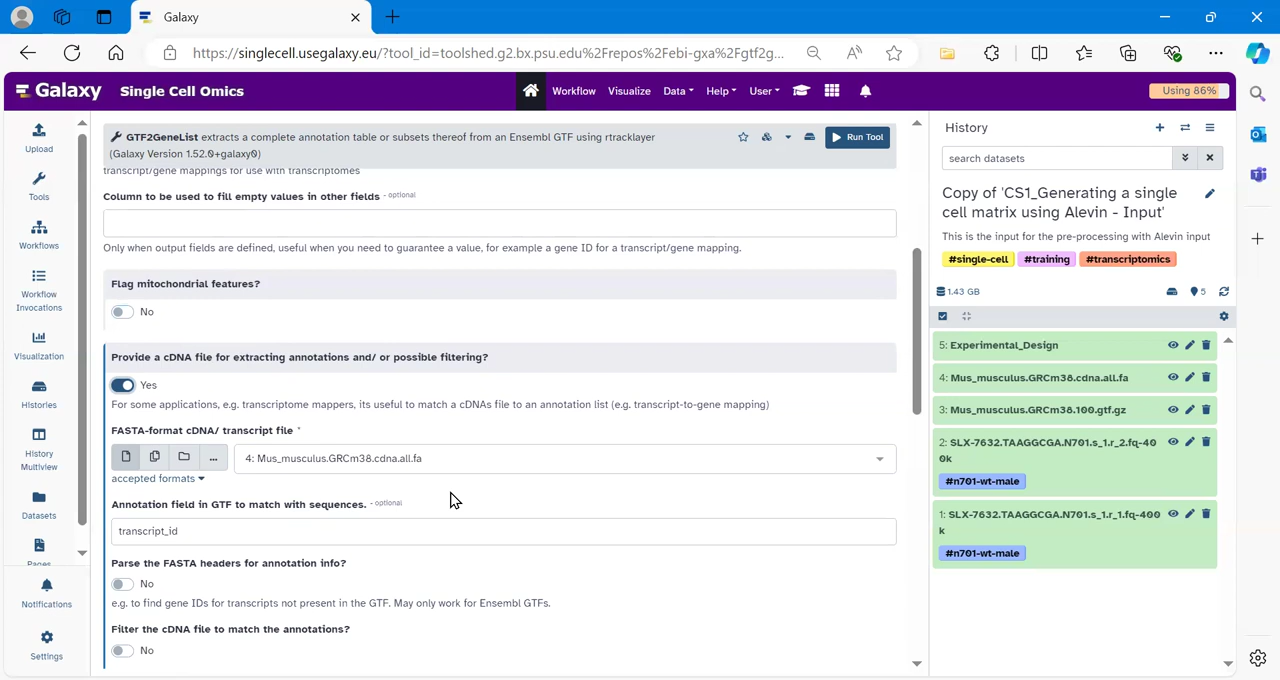 Galaxy
https://singlecell.usegalaxy.eu/?tool_id=toolshed.g2.bx.psu.edu%2Frepos%2Febi-gxa%2Fgtf2g...
Galaxy Single Cell Omics
Workflow Visualize Data Help User
Using 86%
Upload
Tools
Workflows
Workflow
Invocations
Visualization
Histories
History
Multiview
Datasets
Pages
Notifications
Settings
GTF2GeneList extracts a complete annotation table or subsets thereof from an Ensembl GTF using rtracklayer
(Galaxy Version 1.52.0+galaxy0)
Run Tool
transcript/gene mappings for use with transcriptomes
Column to be used to fill empty values in other fields - optional
Only when output fields are defined, useful when you need to guarantee a value, for example a gene ID for a transcript/gene mapping.
Flag mitochondrial features?
No
Provide a cDNA file for extracting annotations and/ or possible filtering?
Yes
For some applications, e.g. transcriptome mappers, its useful to match a cDNAs file to an annotation list (e.g. transcript-to-gene mapping)
FASTA-format cDNA/ transcript file *
... 4: Mus_musculus.GRCm38.cdna.all.fa
accepted formats
Annotation field in GTF to match with sequences. - optional
transcript_id
Parse the FASTA headers for annotation info?
No
e.g. to find gene IDs for transcripts not present in the GTF. May only work for Ensembl GTFs.
Filter the cDNA file to match the annotations?
No
History
search datasets
Copy of 'CS1_Generating a single
cell matrix using Alevin - Input'
This is the input for the pre-processing with Alevin input
#single-cell #training #transcriptomics
1.43 GB
5
5: Experimental_Design
4: Mus_musculus.GRCm38.cdna.all.fa
3: Mus_musculus.GRCm38.100.gtf.gz
2: SLX-7632.TAAGGCGA.N701.s_1.r_2.fq-40
0k
#n701-wt-male
1: SLX-7632.TAAGGCGA.N701.s_1.r_1.fq-400
k
#n701-wt-male